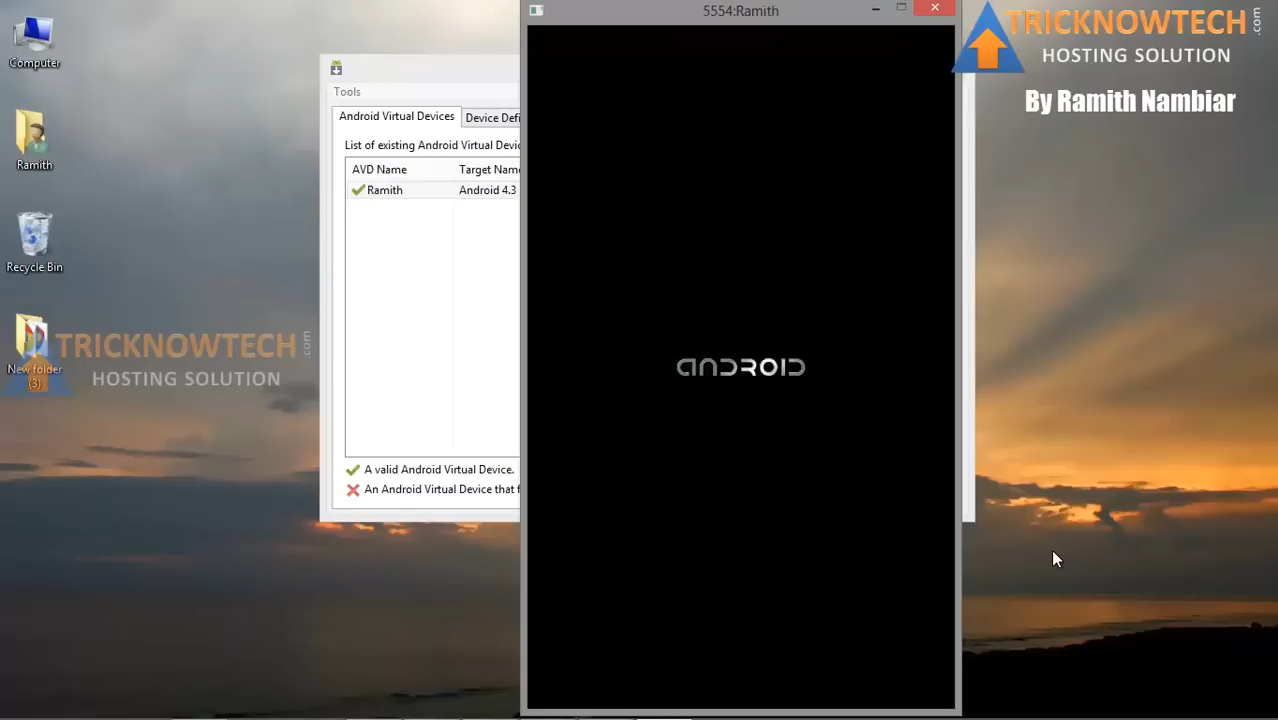 Computer
Ramith
Recycle Bin
New folder
(3)
TRICKNOWTECH
.com
HOSTING SOLUTION
Tools
Android Virtual Devices
Device Defi
List of existing Android Virtual Devic
AVD Name
Target Name
Ramith
Android 4.3
A valid Android Virtual Device.
An Android Virtual Device that f
5554:Ramith
ANDROID
TRICKNOWTECH
.com
HOSTING SOLUTION
By Ramith Nambiar